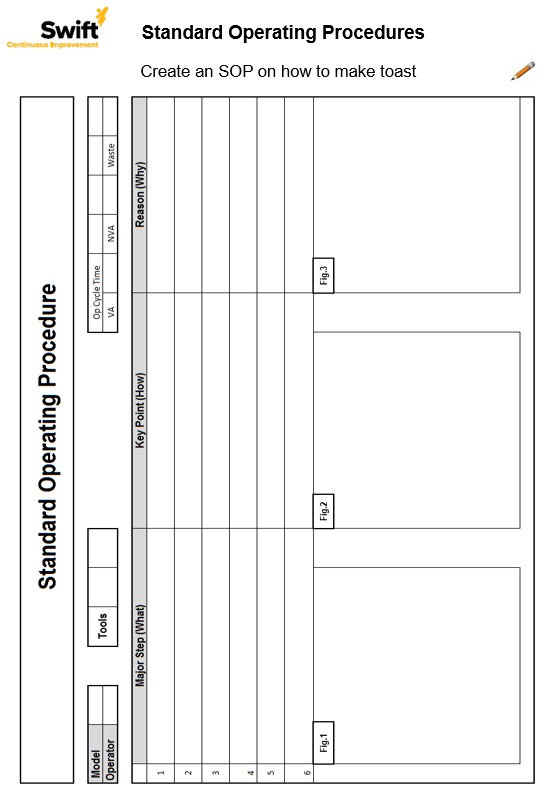 Swift
Continuous Improvement
Standard Operating Procedures
Create an SOP on how to make toast
Standard Operating Procedure
Model
Operator
Tools
Op.Cycle Time
VA NVA Waste
Major Step (What) Key Point (How) Reason (Why)
1
2
3
4
5
6
Fig.1 Fig.2 Fig.3